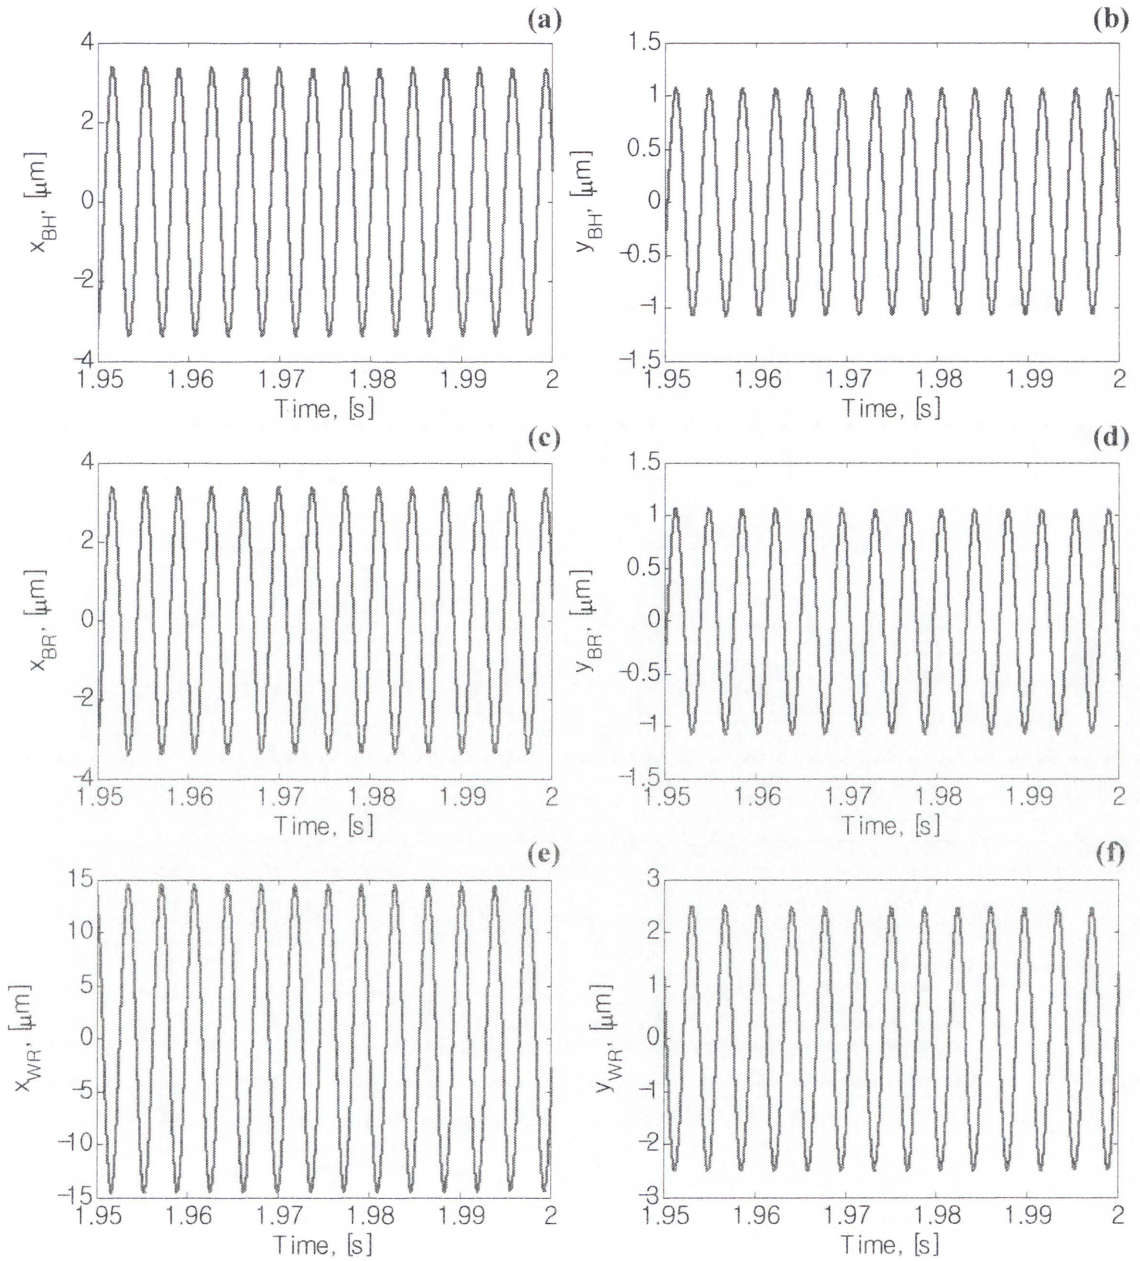 (a)
4
2
0
−2
−4
x_BH, [μm]
1.95 1.96 1.97 1.98 1.99 2
Time, [s]
(b)
1.5
1
0.5
0
−0.5
−1
−1.5
y_BH, [μm]
1.95 1.96 1.97 1.98 1.99 2
Time, [s]
(c)
4
2
0
−2
−4
x_BR, [μm]
1.95 1.96 1.97 1.98 1.99 2
Time, [s]
(d)
1.5
1
0.5
0
−0.5
−1
−1.5
y_BR, [μm]
1.95 1.96 1.97 1.98 1.99 2
Time, [s]
(e)
15
10
5
0
−5
−10
−15
x_WR, [μm]
1.95 1.96 1.97 1.98 1.99 2
Time, [s]
(f)
3
2
1
0
−1
−2
−3
y_WR, [μm]
1.95 1.96 1.97 1.98 1.99 2
Time, [s]